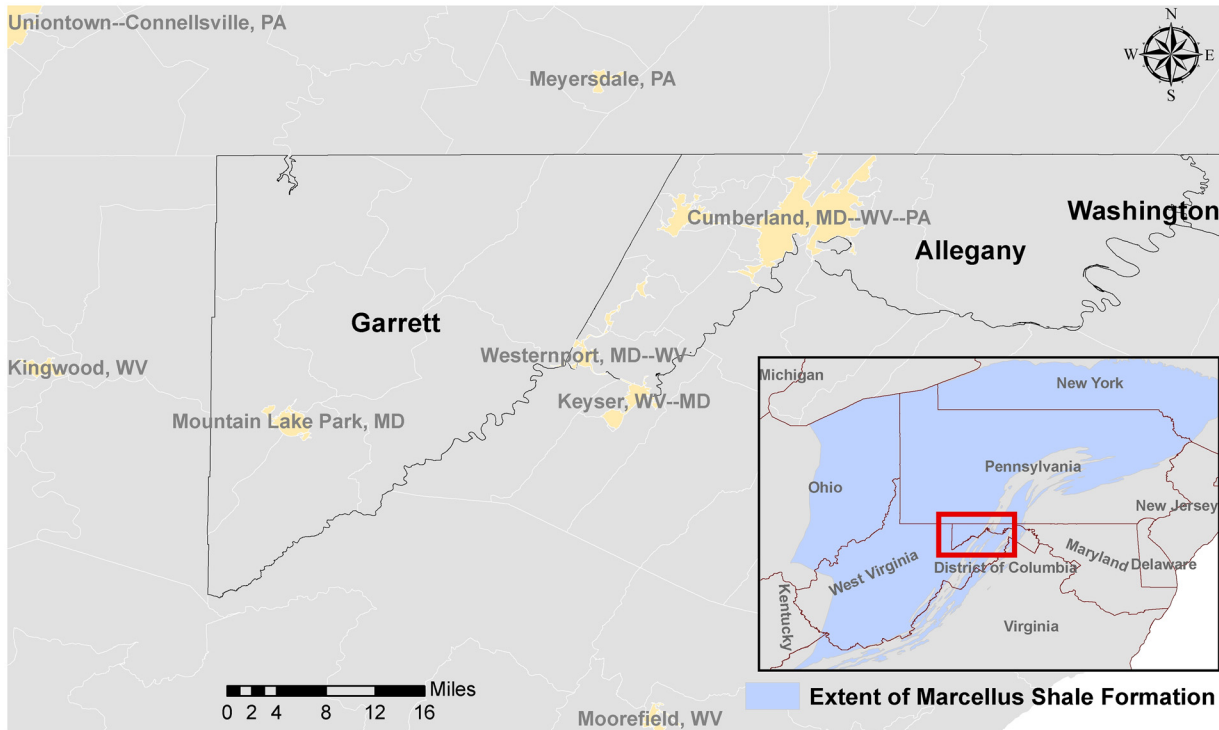 Uniontown--Connellsville, PA
N
W E
S
Meyersdale, PA
Cumberland, MD--WV--PA
Washington
Allegany
Garrett
Westernport, MD--WV
Kingwood, WV
Keyser, WV--MD
Mountain Lake Park, MD
Michigan
New York
Pennsylvania
Ohio
New Jersey
West Virginia
District of Columbia
Maryland
Delaware
Kentucky
Virginia
Miles
0 2 4 8 12 16
Extent of Marcellus Shale Formation
Moorefield, WV